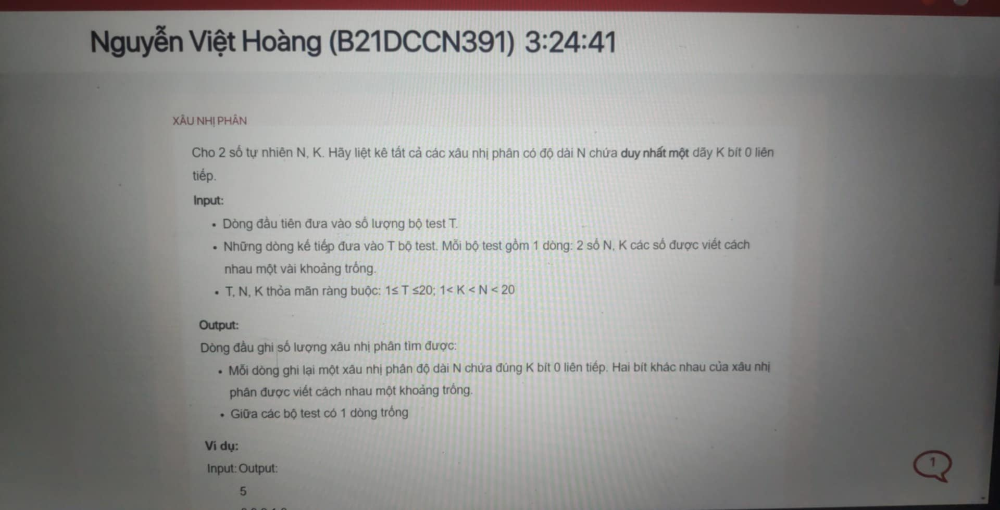 Nguyễn Việt Hoàng (B21DCCN391) 3:24:41
XÂU NHỊ PHÂN
Cho 2 số tự nhiên N, K. Hãy liệt kê tất cả các xâu nhị phân có độ dài N chứa duy nhất một dãy K bít 0 liên
tiếp.
Input:
• Dòng đầu tiên đưa vào số lượng bộ test T.
• Những dòng kế tiếp đưa vào T bộ test. Mỗi bộ test gồm 1 dòng: 2 số N, K các số được viết cách
nhau một vài khoảng trống.
• T, N, K thỏa mãn ràng buộc: 1≤ T ≤20; 1< K < N < 20
Output:
Dòng đầu ghi số lượng xâu nhị phân tìm được:
• Mỗi dòng ghi lại một xâu nhị phân độ dài N chứa đúng K bít 0 liên tiếp. Hai bít khác nhau của xâu nhị
phân được viết cách nhau một khoảng trống.
• Giữa các bộ test có 1 dòng trống
Ví dụ:
Input: Output:
5
1